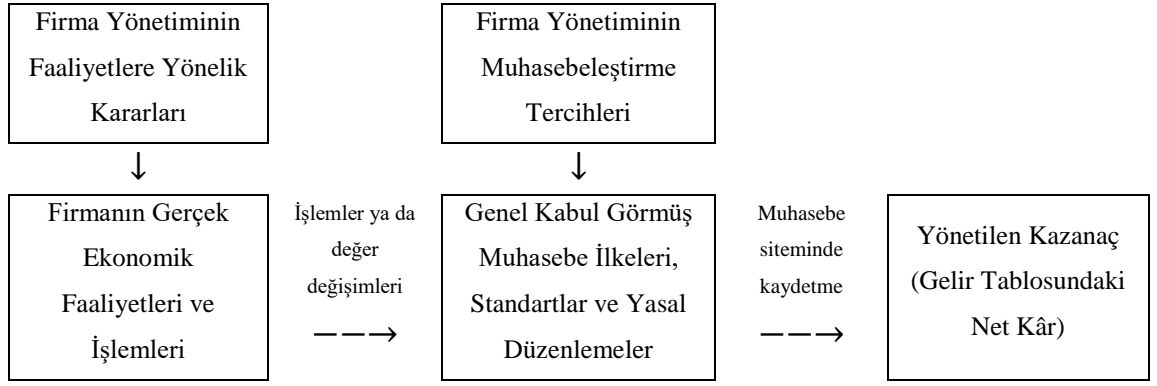 Firma Yönetiminin
Faaliyetlere Yönelik
Kararları
Firma Yönetiminin
Muhasebeleştirme
Tercihleri
↓
↓
Firmanın Gerçek
Ekonomik
Faaliyetleri ve
İşlemleri
İşlemler ya da
değer
değişimleri
———→
Genel Kabul Görmüş
Muhasebe İlkeleri,
Standartlar ve Yasal
Düzenlemeler
Muhasebe
siteminde
kaydetme
———→
Yönetilen Kazanaç
(Gelir Tablosundaki
Net Kâr)